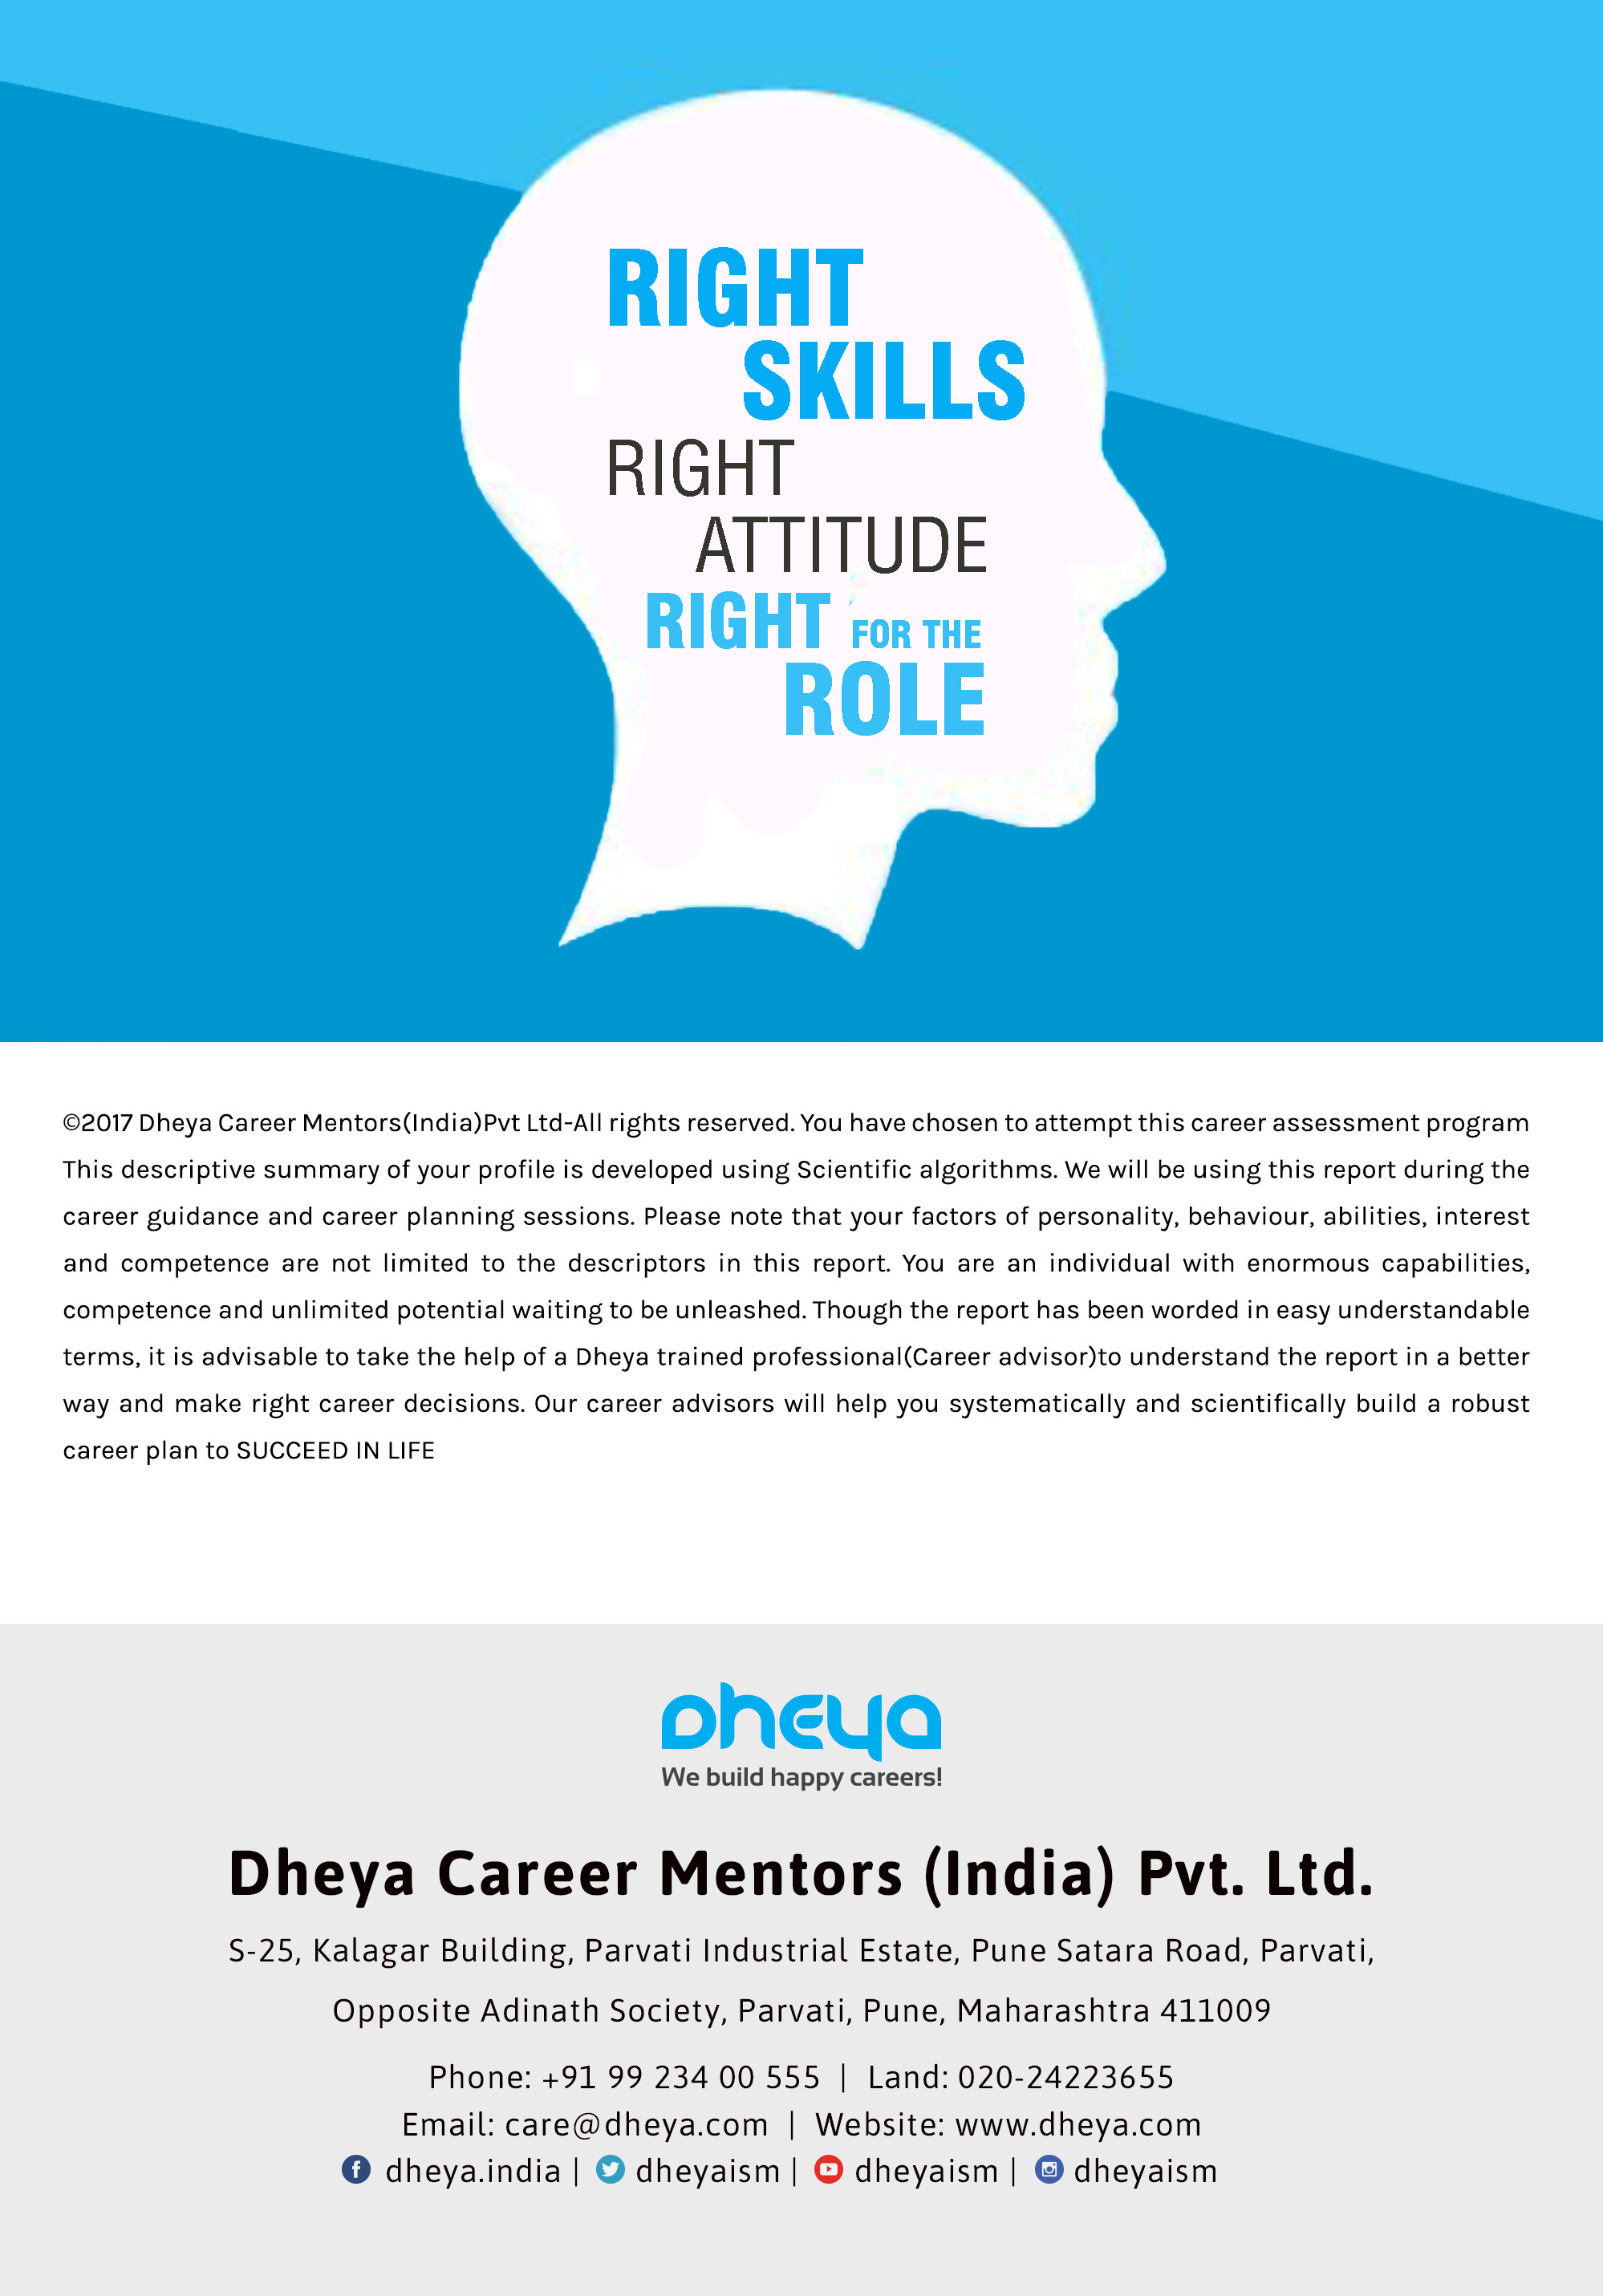 RIGHT
SKILLS
RIGHT
ATTITUDE
RIGHT FOR THE
ROLE
©2017 Dheya Career Mentors(India)Pvt Ltd-All rights reserved. You have chosen to attempt this career assessment program
This descriptive summary of your profile is developed using Scientific algorithms. We will be using this report during the
career guidance and career planning sessions. Please note that your factors of personality, behaviour, abilities, interest
and competence are not limited to the descriptors in this report. You are an individual with enormous capabilities,
competence and unlimited potential waiting to be unleashed. Though the report has been worded in easy understandable
terms, it is advisable to take the help of a Dheya trained professional(Career advisor)to understand the report in a better
way and make right career decisions. Our career advisors will help you systematically and scientifically build a robust
career plan to SUCCEED IN LIFE
Dheya
We build happy careers!
Dheya Career Mentors (India) Pvt. Ltd.
S-25, Kalagar Building, Parvati Industrial Estate, Pune Satara Road, Parvati,
Opposite Adinath Society, Parvati, Pune, Maharashtra 411009
Phone: +91 99 234 00 555 | Land: 020-24223655
Email: care@dheya.com | Website: www.dheya.com
dheya.india | dheyaism | dheyaism | dheyaism